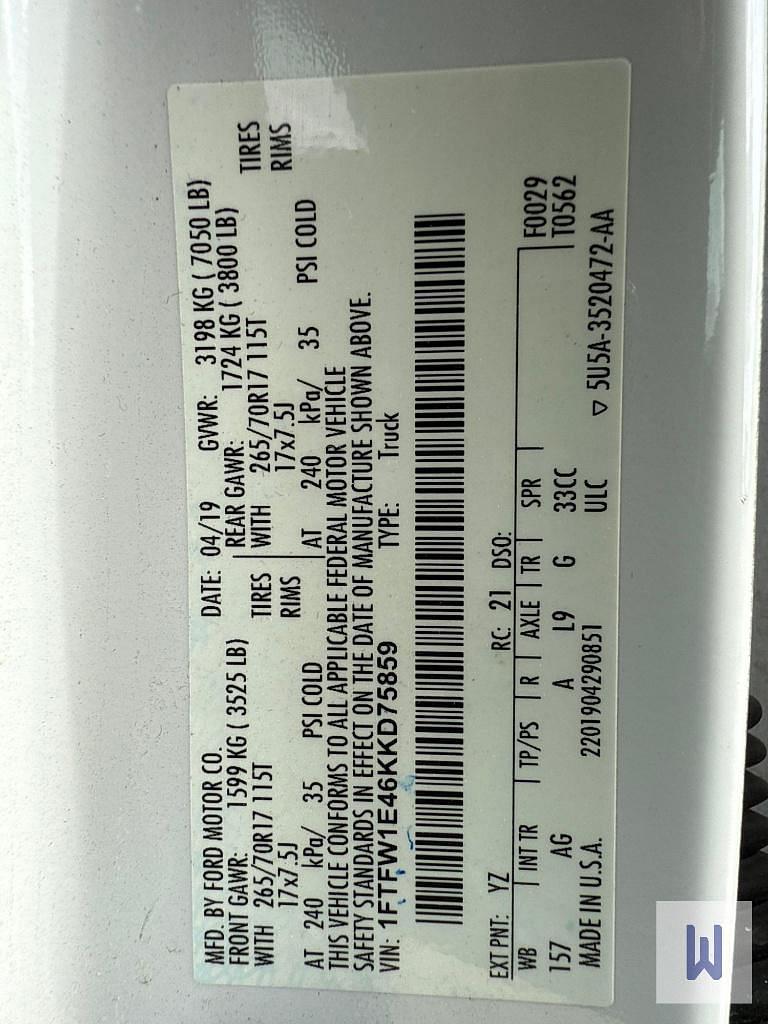 MFD. BY FORD MOTOR CO. DATE: 04/19 GVWR: 3198 KG ( 7050 LB)
FRONT GAWR: 1599 KG ( 3525 LB) REAR GAWR: 1724 KG ( 3800 LB)
WITH 265/70R17 115T TIRES WITH 265/70R17 115T TIRES
17x7.5J RIMS 17x7.5J RIMS
AT 240 kPa/ 35 PSI COLD AT 240 kPa/ 35 PSI COLD
THIS VEHICLE CONFORMS TO ALL APPLICABLE FEDERAL MOTOR VEHICLE
SAFETY STANDARDS IN EFFECT ON THE DATE OF MANUFACTURE SHOWN ABOVE.
VIN: 1FTFW1E46KKD75859 TYPE: Truck
EXT PNT: YZ RC: 21 DSO:
WB INT TR TP/PS R AXLE TR SPR F0029
157 AG A L9 G 33CC T0562
MADE IN U.S.A. 2201904290851 ULC ▽ 5U5A-3520472-AA
W